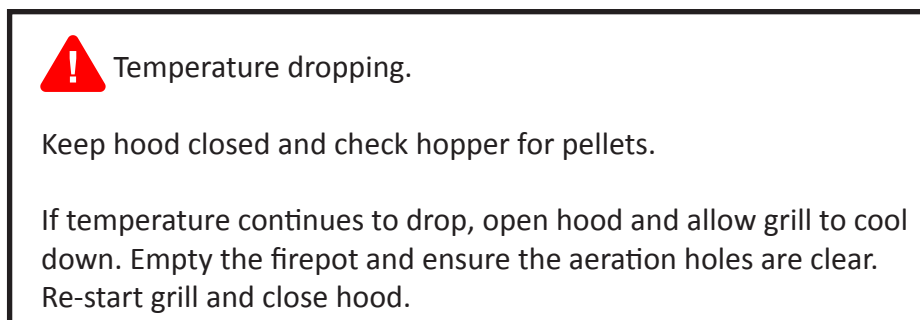 Temperature dropping.
Keep hood closed and check hopper for pellets.
If temperature continues to drop, open hood and allow grill to cool
down. Empty the firepot and ensure the aeration holes are clear.
Re-start grill and close hood.